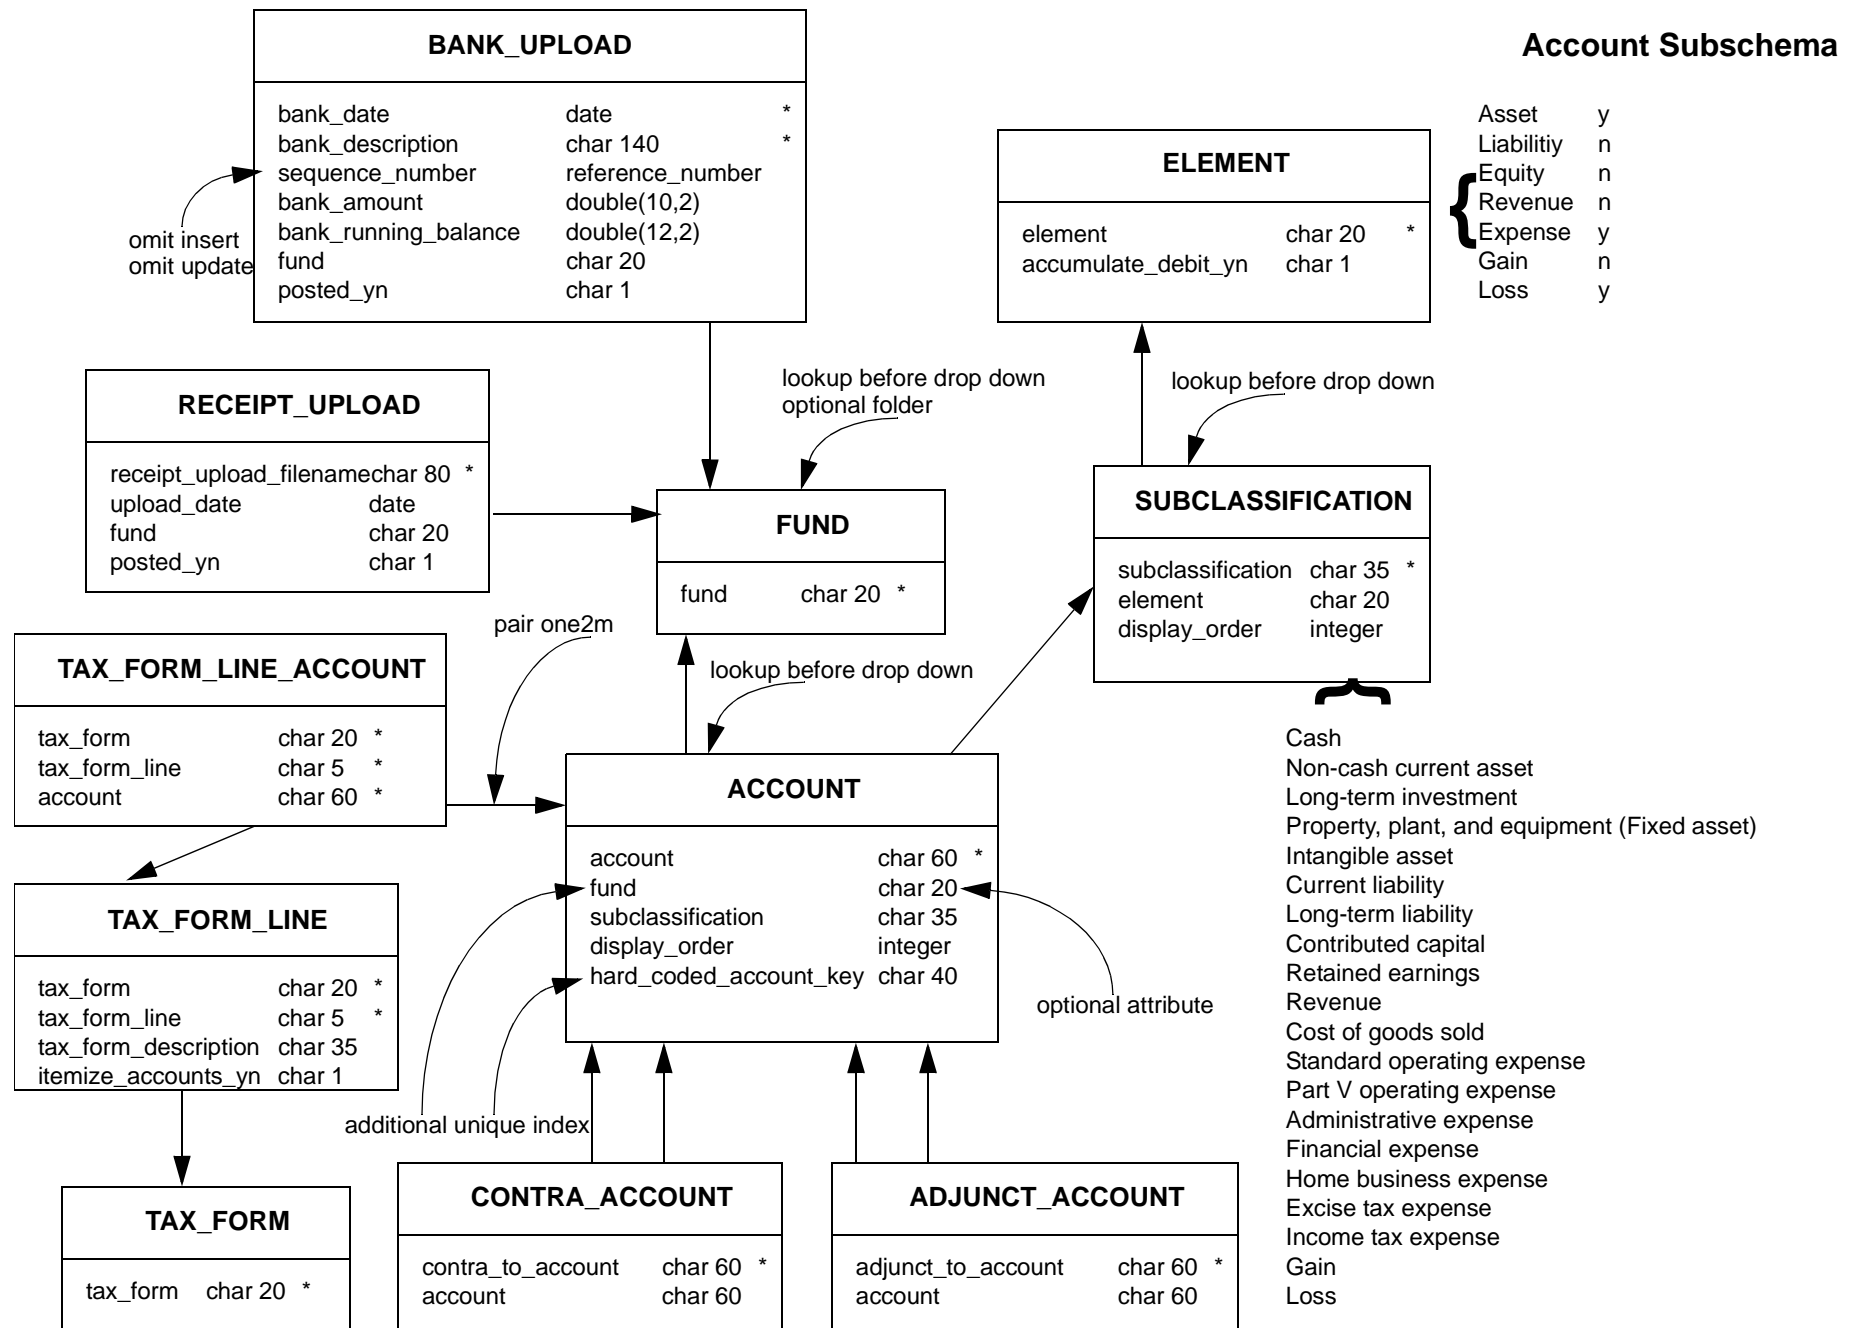 Account Subschema
BANK_UPLOAD
bank_date date *
bank_description char 140 *
sequence_number reference_number
bank_amount double(10,2)
bank_running_balance double(12,2)
fund char 20
posted_yn char 1
omit insert
omit update
ELEMENT
element char 20 *
accumulate_debit_yn char 1
{
Asset y
Liabilitiy n
Equity n
Revenue n
Expense y
Gain n
Loss y
RECEIPT_UPLOAD
receipt_upload_filenamechar 80 *
upload_date date
fund char 20
posted_yn char 1
lookup before drop down
optional folder
lookup before drop down
FUND
fund char 20 *
SUBCLASSIFICATION
subclassification char 35 *
element char 20
display_order integer
{
Cash
Non-cash current asset
Long-term investment
Property, plant, and equipment (Fixed asset)
Intangible asset
Current liability
Long-term liability
Contributed capital
Retained earnings
Revenue
Cost of goods sold
Standard operating expense
Part V operating expense
Administrative expense
Financial expense
Home business expense
Excise tax expense
Income tax expense
Gain
Loss
pair one2m
lookup before drop down
TAX_FORM_LINE_ACCOUNT
tax_form char 20 *
tax_form_line char 5 *
account char 60 *
ACCOUNT
account char 60 *
fund char 20
subclassification char 35
display_order integer
hard_coded_account_key char 40
optional attribute
additional unique index
TAX_FORM_LINE
tax_form char 20 *
tax_form_line char 5 *
tax_form_description char 35
itemize_accounts_yn char 1
TAX_FORM
tax_form char 20 *
CONTRA_ACCOUNT
contra_to_account char 60 *
account char 60
ADJUNCT_ACCOUNT
adjunct_to_account char 60 *
account char 60